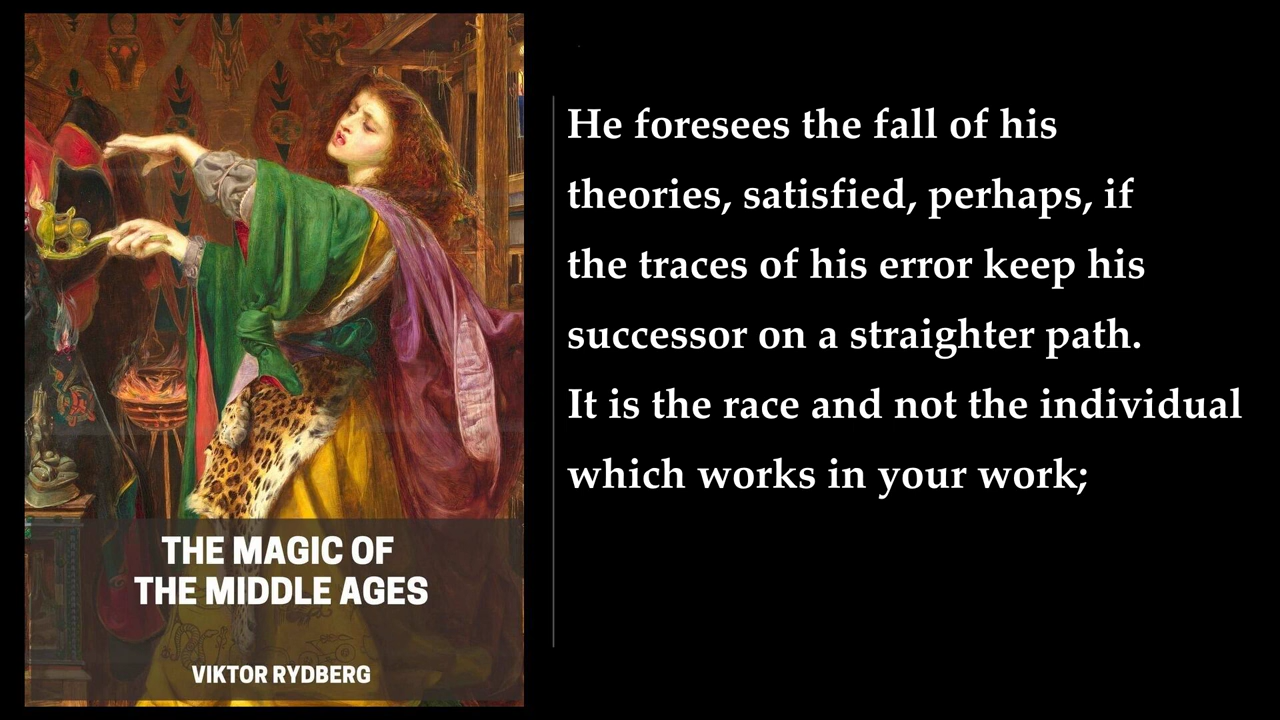 THE MAGIC OF
THE MIDDLE AGES
VIKTOR RYDBERG
He foresees the fall of his
theories, satisfied, perhaps, if
the traces of his error keep his
successor on a straighter path.
It is the race and not the individual
which works in your work;